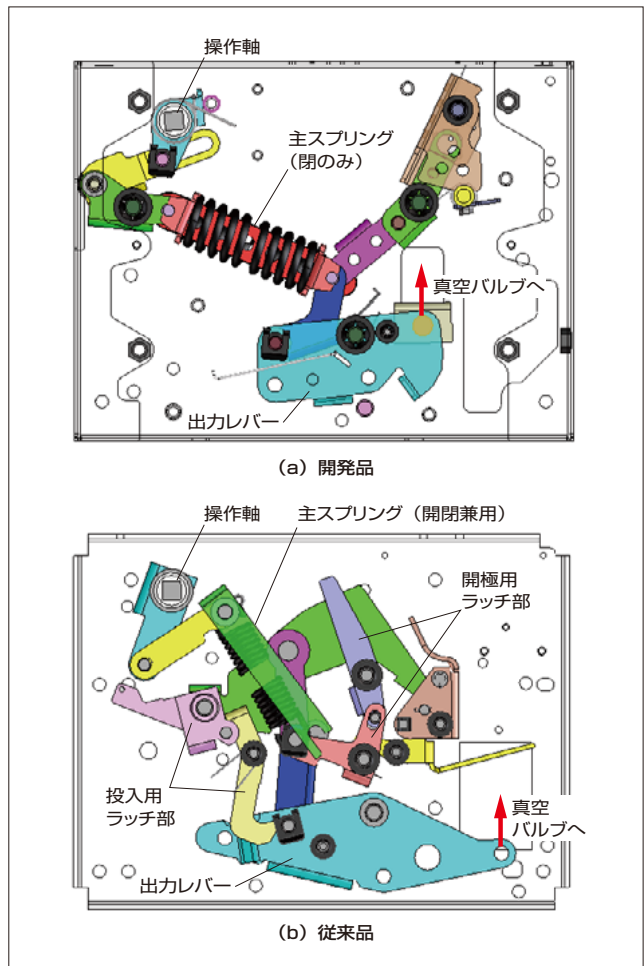 操作軸
主スプリング
(閉のみ)
真空バルブへ
出力レバー
(a) 開発品
操作軸
主スプリング（開閉兼用）
開極用
ラッチ部
投入用
ラッチ部
真空
バルブへ
出力レバー
(b) 従来品